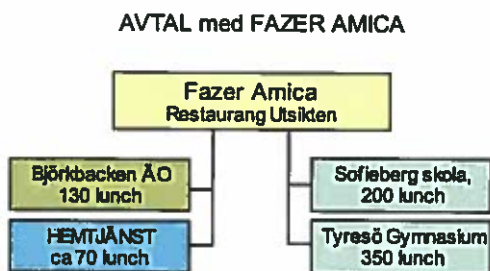 AVTAL med FAZER AMICA
Fazer Amica
Restaurang Utsikten
Björkbacken ÄO
130 lunch
Sofieberg skola,
200 lunch
HEMTJÄNST
ca 70 lunch
Tyresö Gymnasium
350 lunch